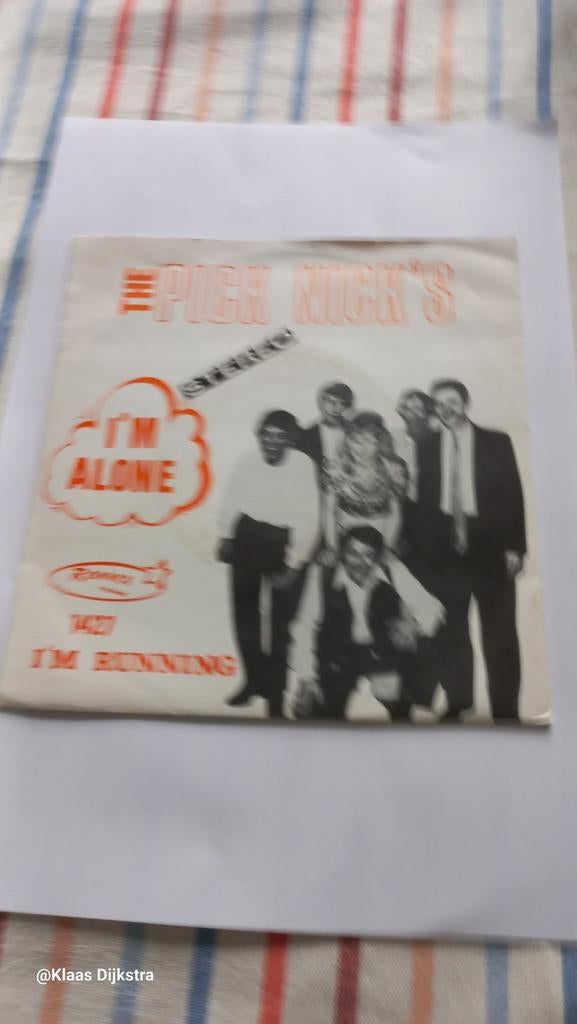 THE PICK NICK'S
STEREO
I'M
ALONE
1427
I'M RUNNING
@Klaas Dijkstra